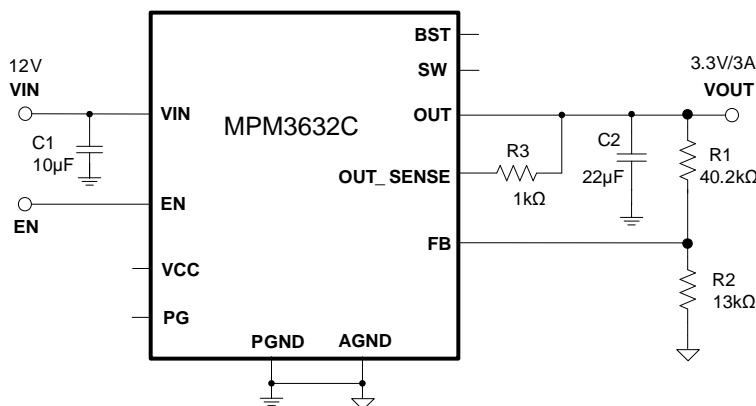 BST
12V
VIN
SW
3.3V/3A
VOUT
VIN
MPM3632C
OUT
C1
10µF
R3
1kΩ
C2
22µF
R1
40.2kΩ
OUT_ SENSE
EN
EN
FB
VCC
R2
13kΩ
PG
PGND
AGND